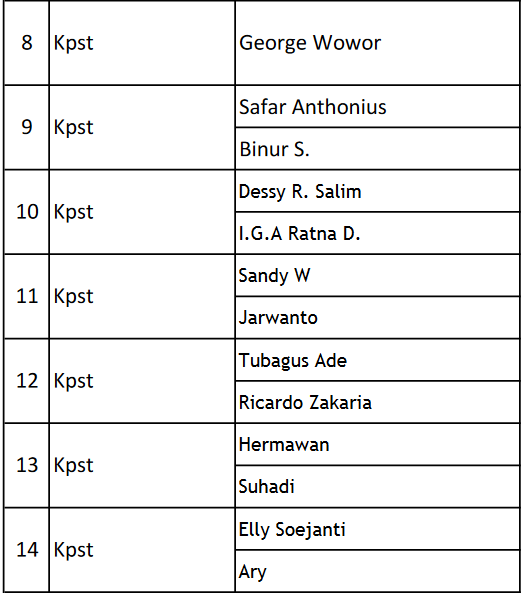 8 Kpst George Wowor
9 Kpst Safar Anthonius
Binur S.
10 Kpst Dessy R. Salim
I.G.A Ratna D.
11 Kpst Sandy W
Jarwanto
12 Kpst Tubagus Ade
Ricardo Zakaria
13 Kpst Hermawan
Suhadi
14 Kpst Elly Soejanti
Ary